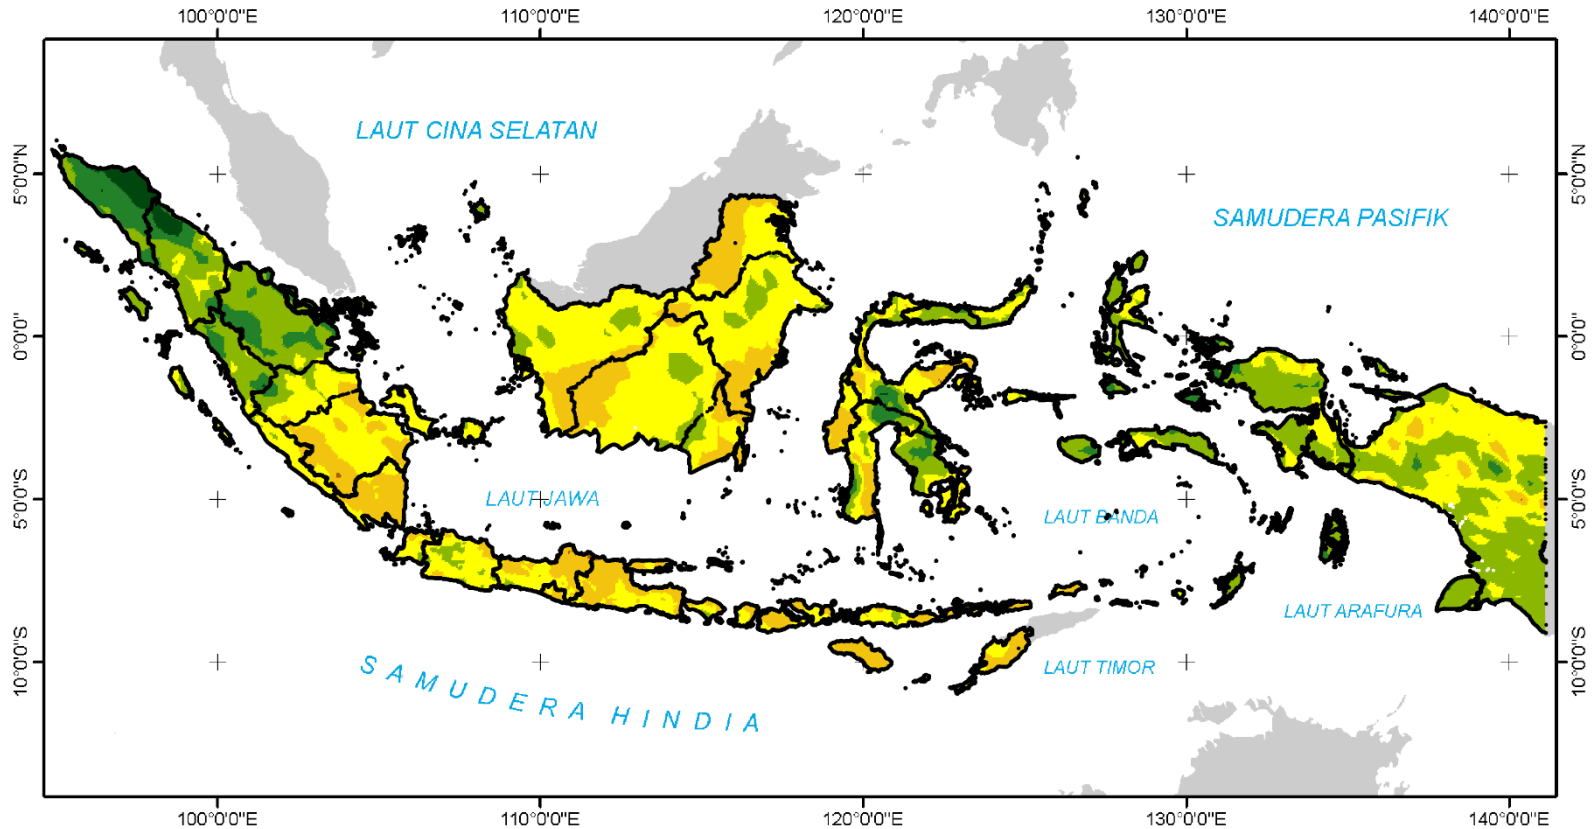 100°0'0"E 110°0'0"E 120°0'0"E 130°0'0"E 140°0'0"E
LAUT CINA SELATAN
5°0'0"N
5°0'0"N
SAMUDERA PASIFIK
0°0'0"
0°0'0"
5°0'0"S
LAUT JAWA
LAUT BANDA
5°0'0"S
LAUT ARAFURA
10°0'0"S
SAMUDERA HINDIA
LAUT TIMOR
10°0'0"S
100°0'0"E 110°0'0"E 120°0'0"E 130°0'0"E 140°0'0"E